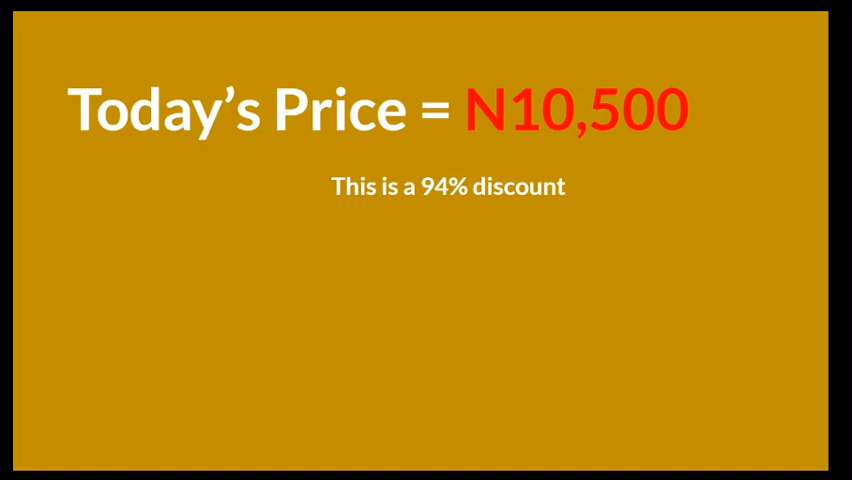 Today’s Price = N10,500
This is a 94% discount